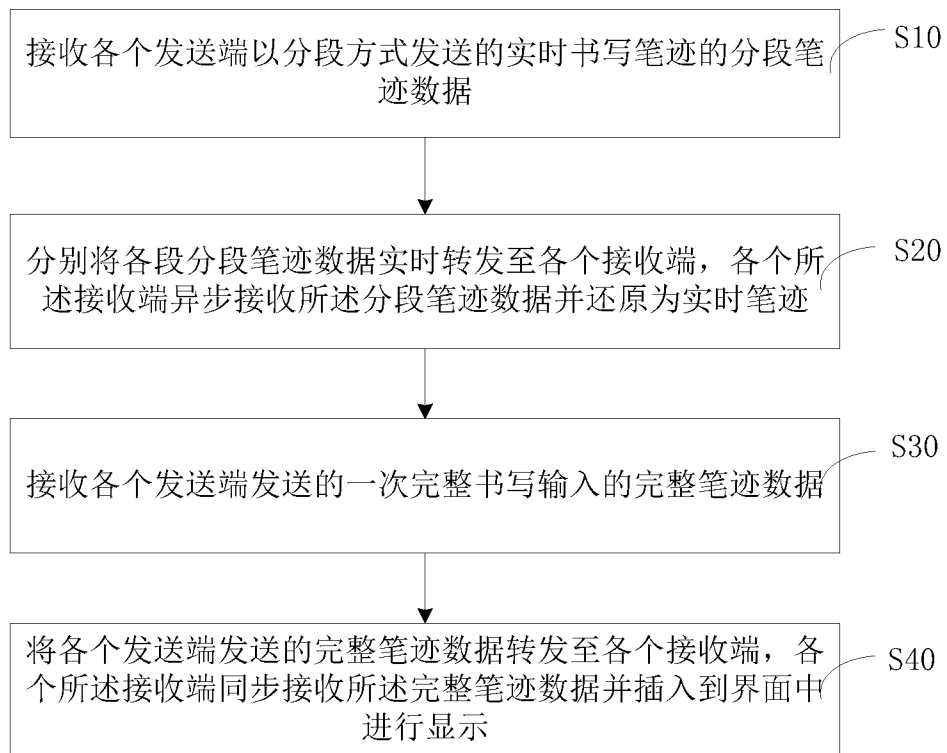 接收各个发送端以分段方式发送的实时书写笔迹的分段笔
迹数据
S10
分别将各段分段笔迹数据实时转发至各个接收端，各个所
述接收端异步接收所述分段笔迹数据并还原为实时笔迹
S20
接收各个发送端发送的一次完整书写输入的完整笔迹数据
S30
将各个发送端发送的完整笔迹数据转发至各个接收端，各
个所述接收端同步接收所述完整笔迹数据并插入到界面中
进行显示
S40